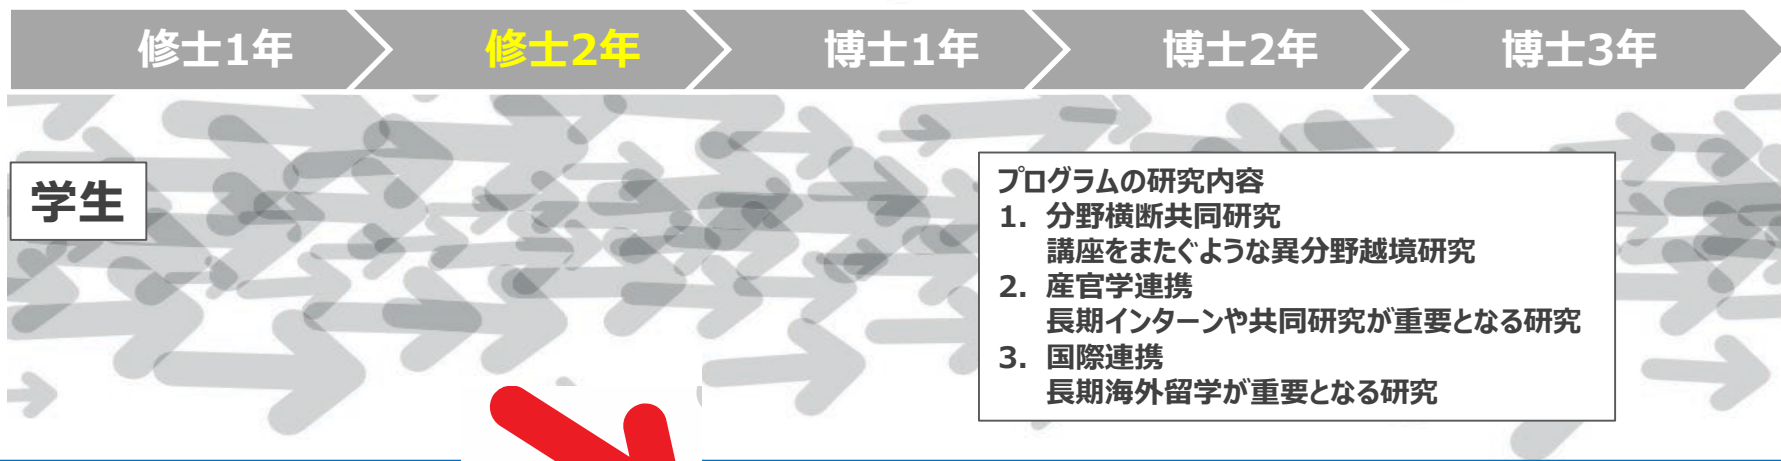 修士1年
修士2年
博士1年
博士2年
博士3年
学生
プログラムの研究内容
1. 分野横断共同研究
講座をまたぐような異分野越境研究
2. 産官学連携
長期インターンや共同研究が重要となる研究
3. 国際連携
長期海外留学が重要となる研究